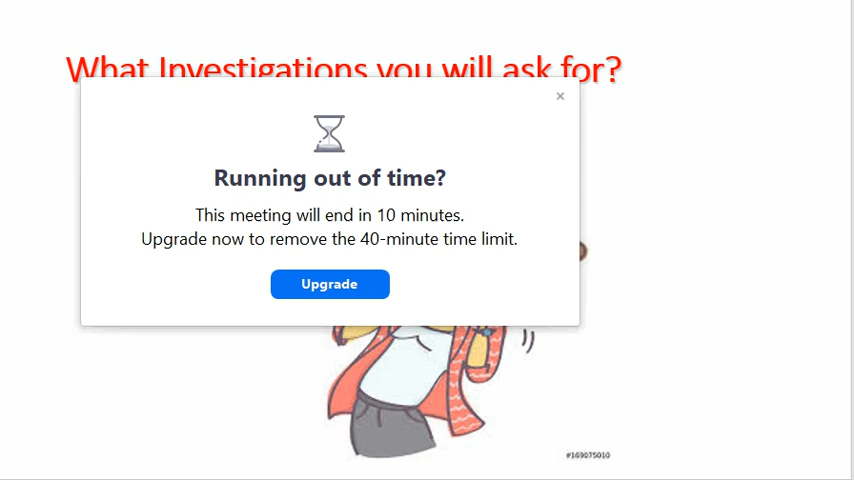 What Investigations you will ask for?
×
Running out of time?
This meeting will end in 10 minutes.
Upgrade now to remove the 40-minute time limit.
Upgrade
#169075010